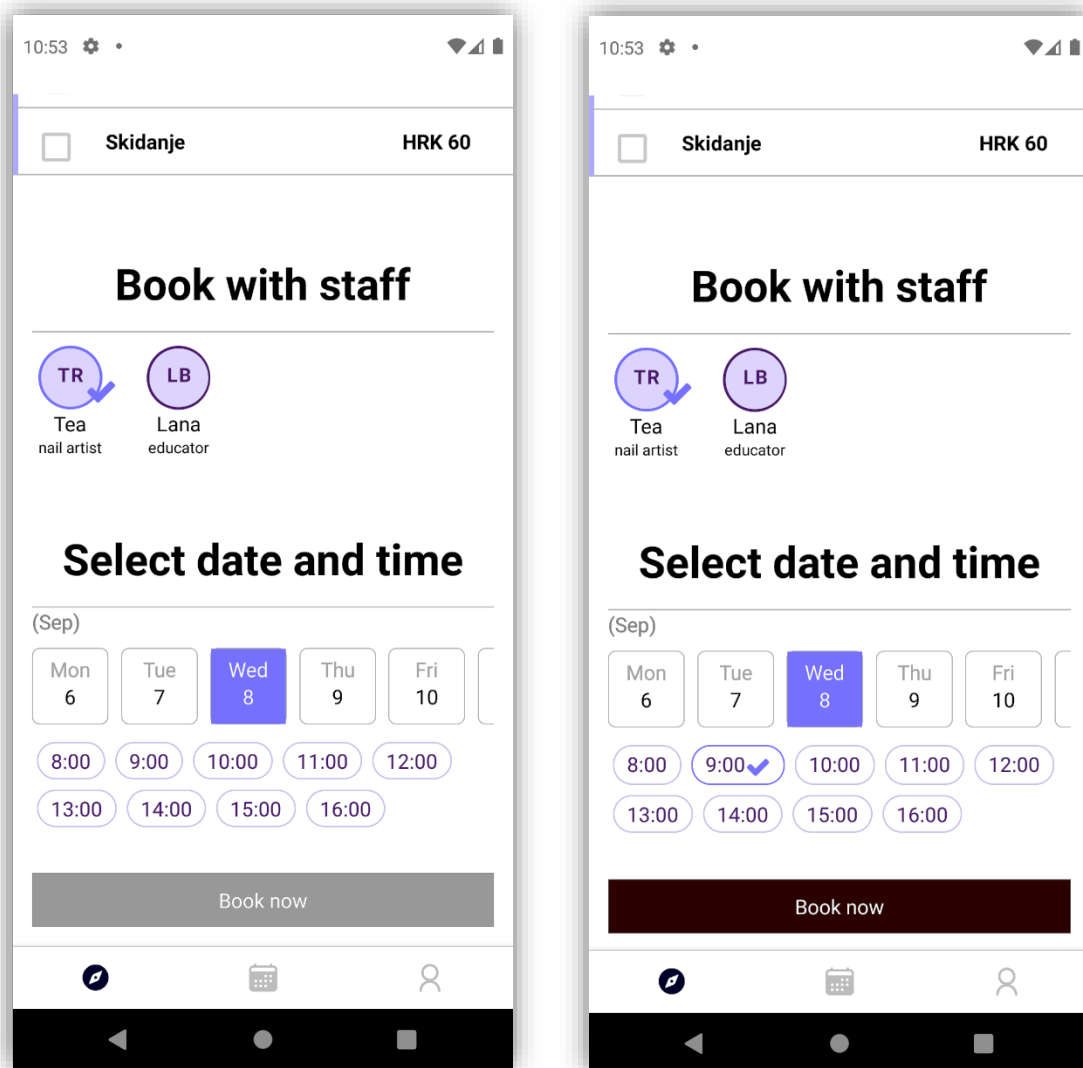 10:53
Skidanje HRK 60
Book with staff
TR LB
Tea Lana
nail artist educator
Select date and time
(Sep)
Mon Tue Wed Thu Fri
6 7 8 9 10
8:00 9:00 10:00 11:00 12:00
13:00 14:00 15:00 16:00
Book now
10:53
Skidanje HRK 60
Book with staff
TR LB
Tea Lana
nail artist educator
Select date and time
(Sep)
Mon Tue Wed Thu Fri
6 7 8 9 10
8:00 9:00 10:00 11:00 12:00
13:00 14:00 15:00 16:00
Book now